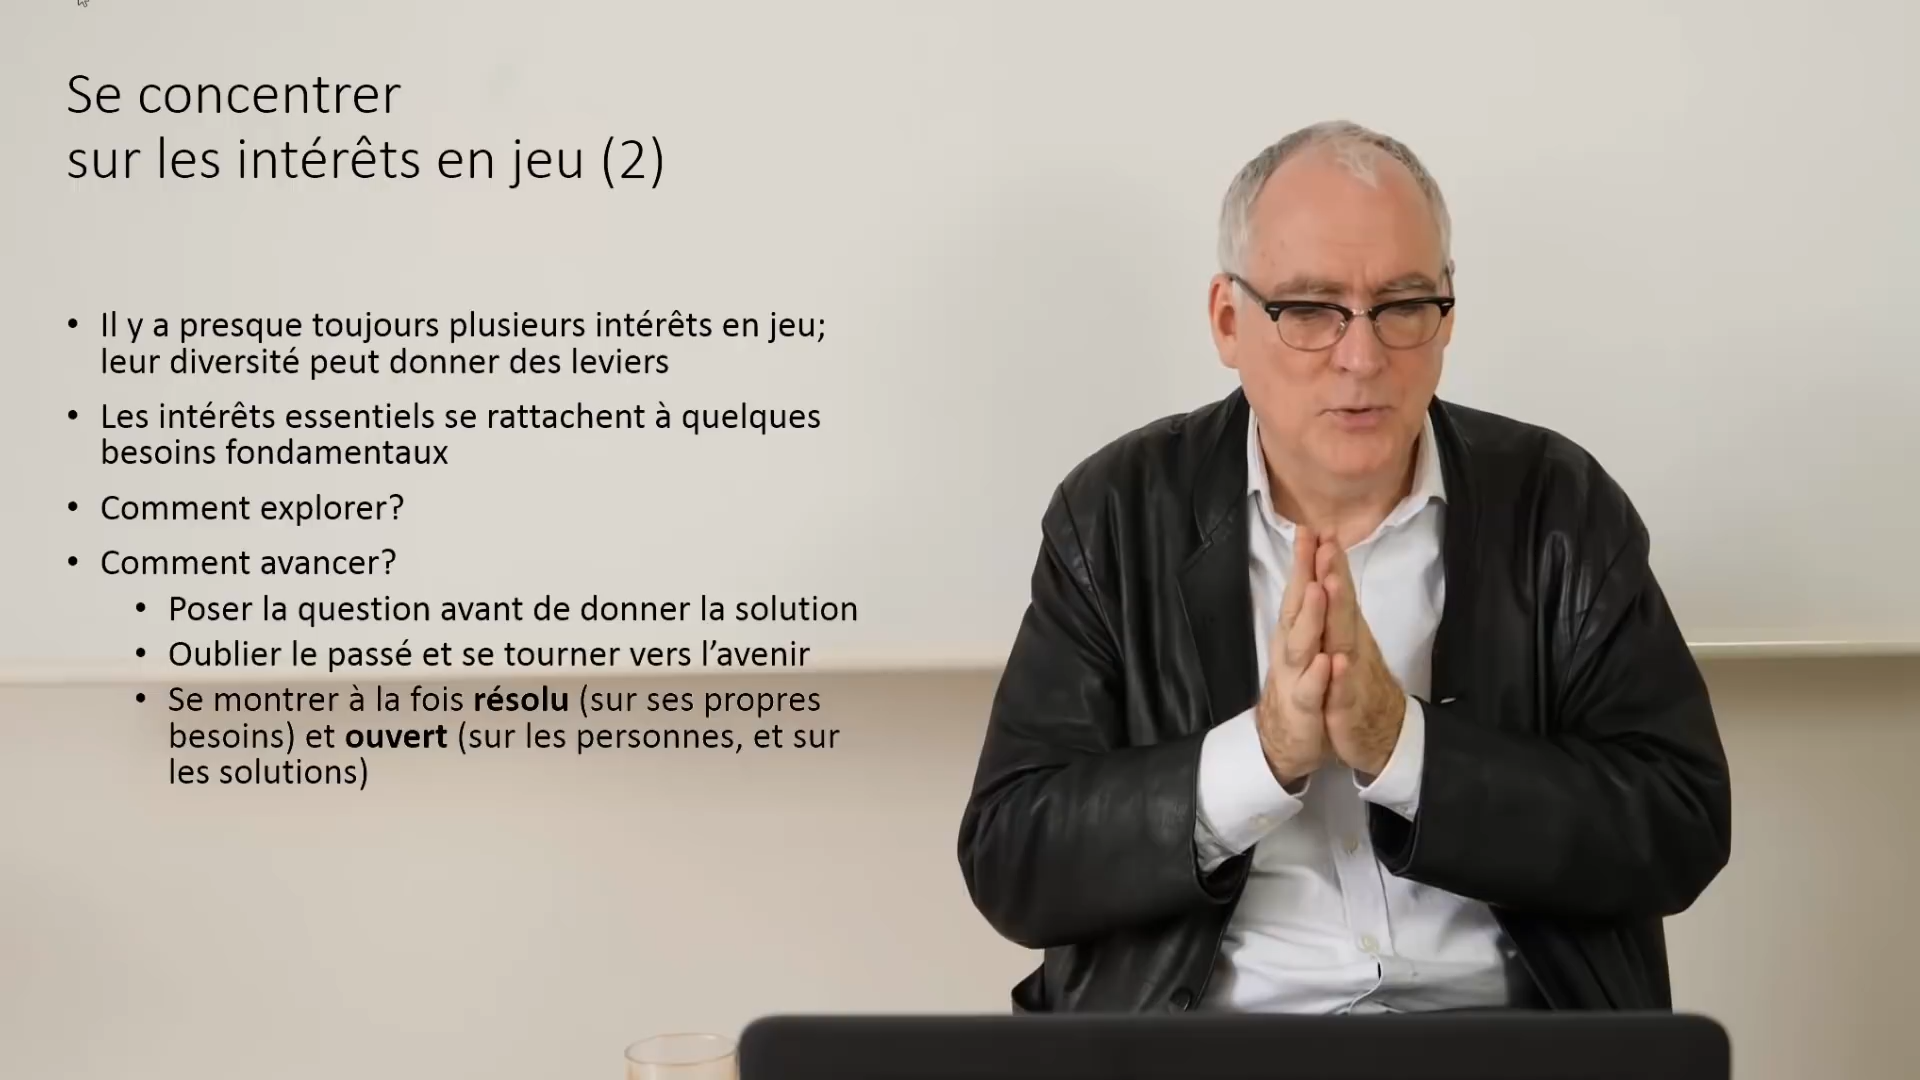 Se concentrer
sur les intérêts en jeu (2)
• Il y a presque toujours plusieurs intérêts en jeu;
leur diversité peut donner des leviers
• Les intérêts essentiels se rattachent à quelques
besoins fondamentaux
• Comment explorer?
• Comment avancer?
• Poser la question avant de donner la solution
• Oublier le passé et se tourner vers l’avenir
• Se montrer à la fois résolu (sur ses propres
besoins) et ouvert (sur les personnes, et sur
les solutions)